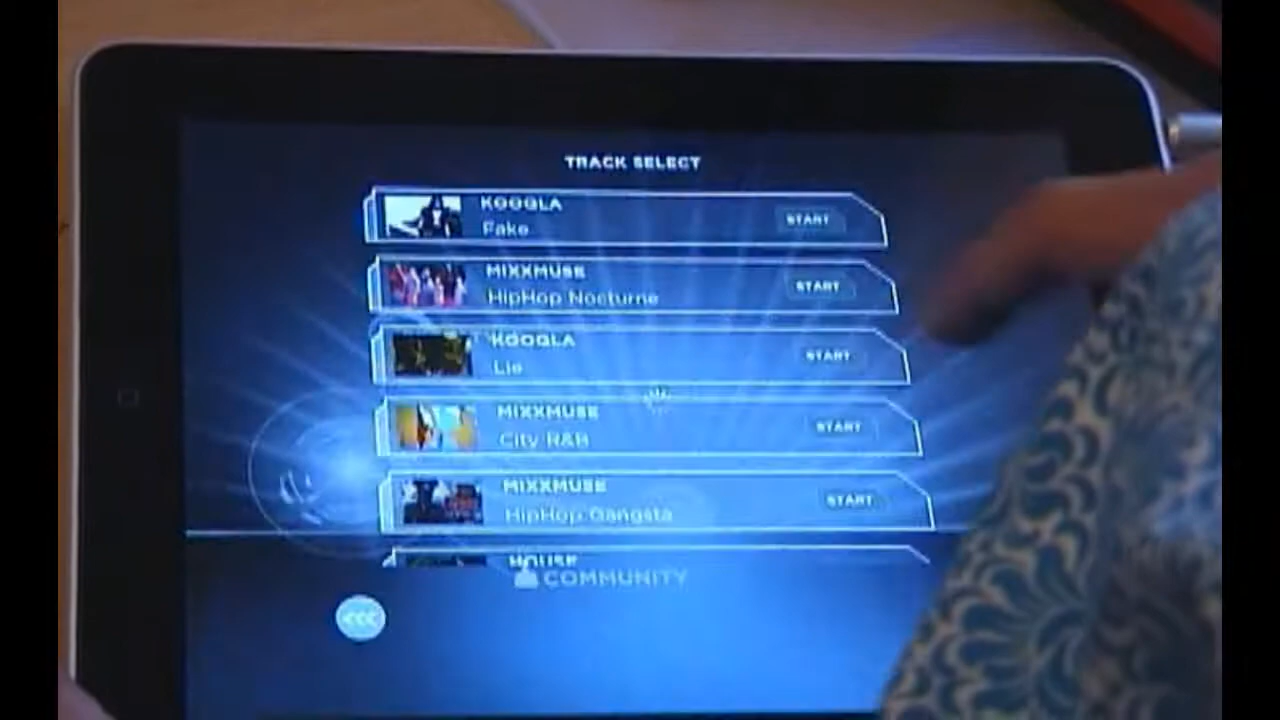 TRACK SELECT
KOOGLA
Fake
START
MIXXMUSE
HipHop Nocturne
START
KOOGLA
Lie
START
MIXXMUSE
City R&B
START
MIXXMUSE
HipHop Gangsta
START
HOUSE
COMMUNITY
<<<